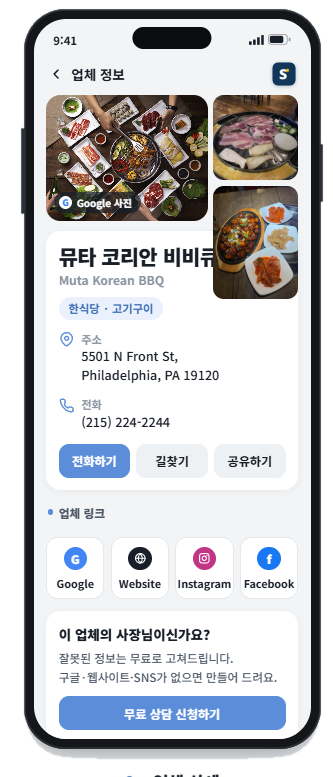 9:41
업체 정보
S
G Google 사진
뮤타 코리안 비비큐
Muta Korean BBQ
한식당 · 고기구이
주소
5501 N Front St,
Philadelphia, PA 19120
전화
(215) 224-2244
전화하기 길찾기 공유하기
업체 링크
G f
Google Website Instagram Facebook
이 업체의 사장님이신가요?
잘못된 정보는 무료로 고쳐드립니다.
구글·웹사이트·SNS가 없으면 만들어 드려요.
무료 상담 신청하기